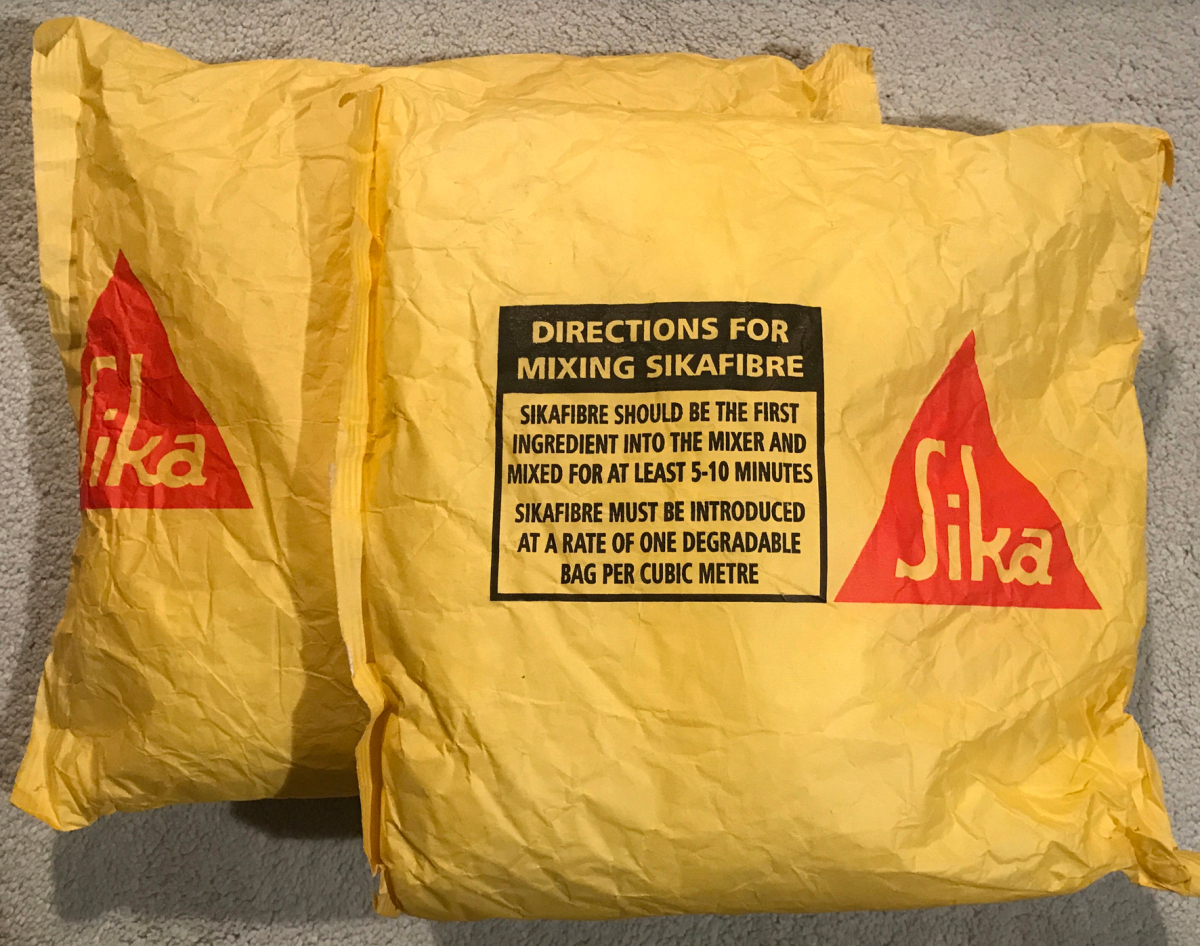 Sika
DIRECTIONS FOR
MIXING SIKAFIBRE
SIKAFIBRE SHOULD BE THE FIRST
INGREDIENT INTO THE MIXER AND
MIXED FOR AT LEAST 5-10 MINUTES
SIKAFIBRE MUST BE INTRODUCED
AT A RATE OF ONE DEGRADABLE
BAG PER CUBIC METRE
Sika